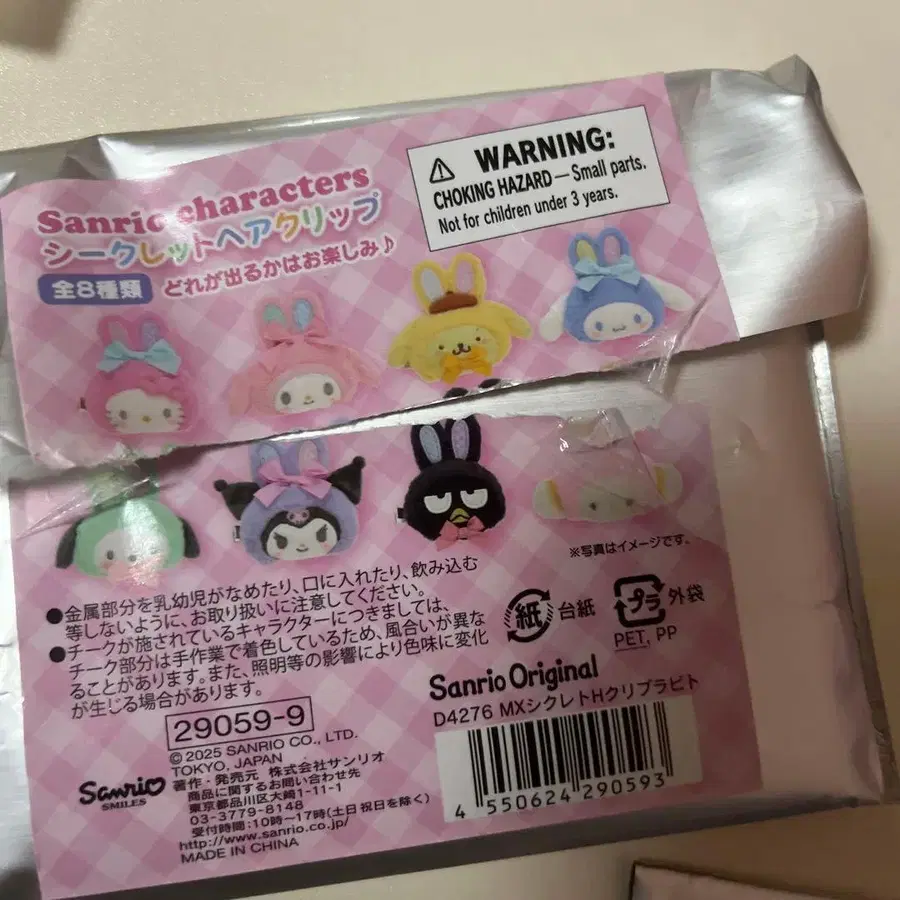 Sanrio characters
シークレットヘアクリップ
全8種類 どれが出るかはお楽しみ♪
WARNING:
CHOKING HAZARD—Small parts.
Not for children under 3 years.
※写真はイメージです。
●金属部分を乳幼児がなめたり、口に入れたり、飲み込む
等しないように、お取り扱いに注意してください。
●チークが施されているキャラクターにつきましては、
チーク部分は手作業で着色しているため、風合いが異な
ることがあります。また、照明等の影響により色味に変化
が生じる場合があります。
紙 台紙
プラ 外袋
PET, PP
Sanrio Original
D4276 MXシクレトHクリプラビト
4 550624 290593
29059-9
© 2025 SANRIO CO., LTD.
TOKYO, JAPAN
著作・発売元 株式会社サンリオ
商品に関するお問い合わせ先
東京都品川区大崎1-11-1
03-3779-8148
受付時間:10時〜17時(土日祝日を除く)
http://www.sanrio.co.jp/
MADE IN CHINA
Sanrio
SMILES